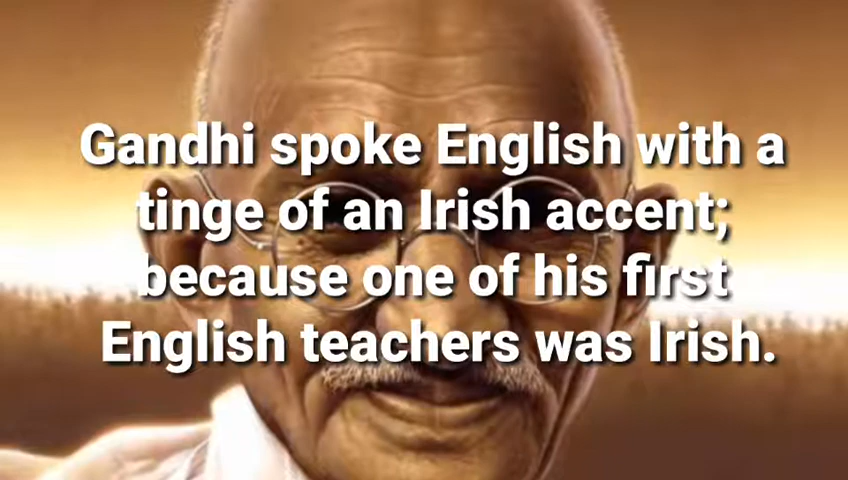 Gandhi spoke English with a
tinge of an Irish accent;
because one of his first
English teachers was Irish.